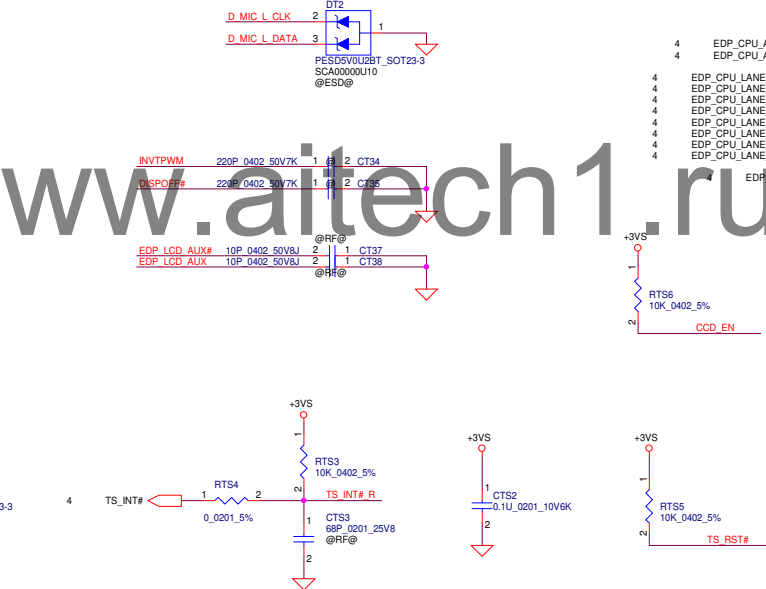 DT2
D_MIC_L_CLK 2
1
D_MIC_L_DATA 3
PESD5V0U2BT_SOT23-3
SCA00000U10
@ESD@
4 EDP_CPU_A
4 EDP_CPU_A
4 EDP_CPU_LANE
4 EDP_CPU_LANE
4 EDP_CPU_LANE
4 EDP_CPU_LANE
4 EDP_CPU_LANE
4 EDP_CPU_LANE
4 EDP_CPU_LANE
4 EDP_CPU_LANE
4 EDP
INVTPWM 220P_0402_50V7K 1 @ 2 CT34
DISPOFF# 220P_0402_50V7K 1 @ 2 CT35
ww.aitech1.ru
@RF@
EDP_LCD_AUX# 10P_0402_50V8J 2 1 CT37
EDP_LCD_AUX 10P_0402_50V8J 2 1 CT38
@RF@
+3VS
1
RTS6
10K_0402_5%
2
CCD_EN
+3VS
1
RTS3
10K_0402_5%
2
3-3
4 TS_INT# 1 RTS4 2 TS_INT#_R
0_0201_5%
1 CTS3
68P_0201_25V8
@RF@
2
+3VS
1
CTS2
0.1U_0201_10V6K
2
+3VS
1
RTS5
10K_0402_5%
2
TS_RST#